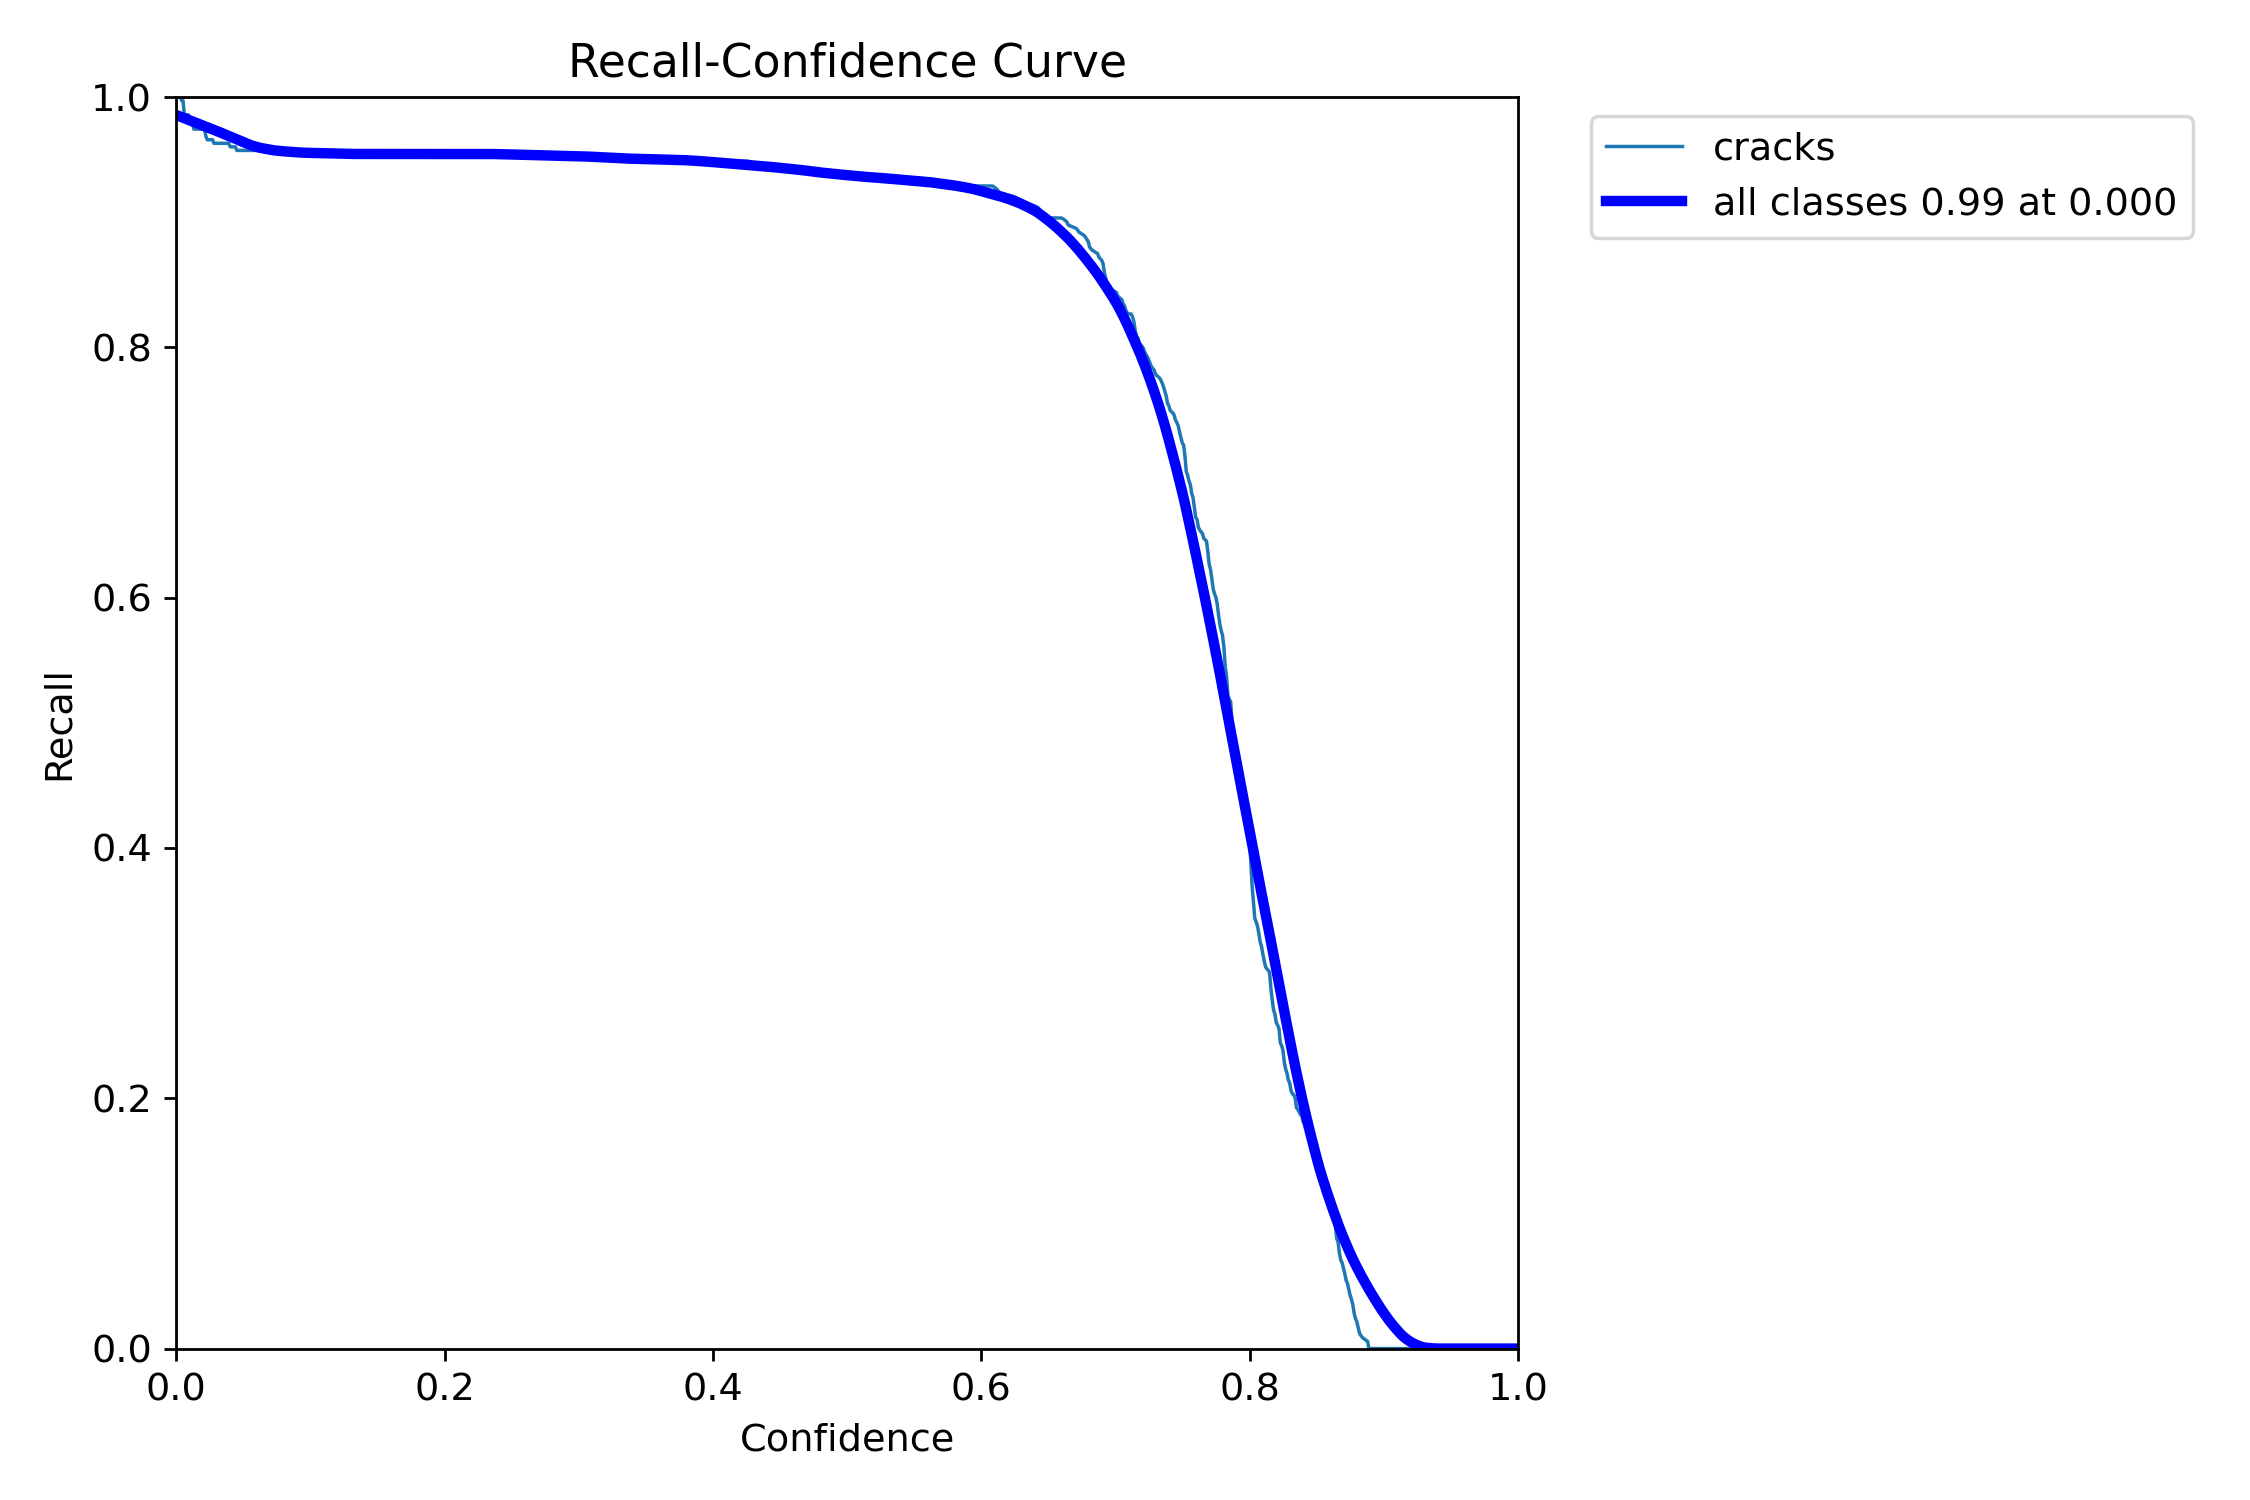 Recall-Confidence Curve
1.0
0.8
0.6
0.4
0.2
0.0
Recall
0.0 0.2 0.4 0.6 0.8 1.0
Confidence
cracks
all classes 0.99 at 0.000